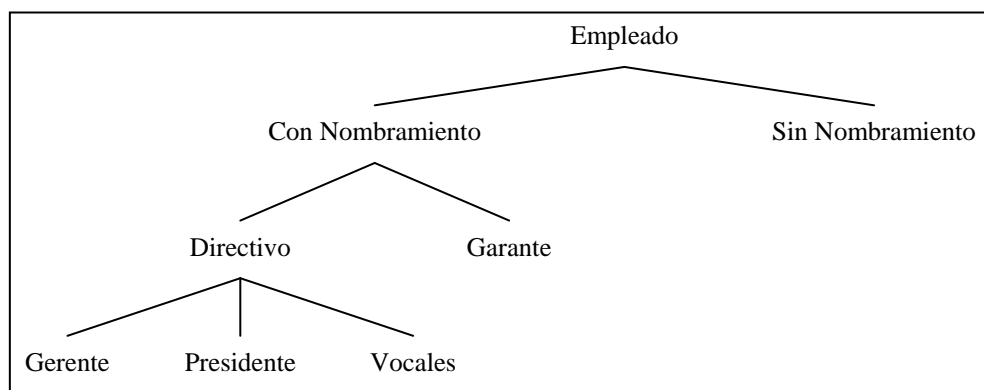 Empleado
Con Nombramiento Sin Nombramiento
Directivo Garante
Gerente Presidente Vocales